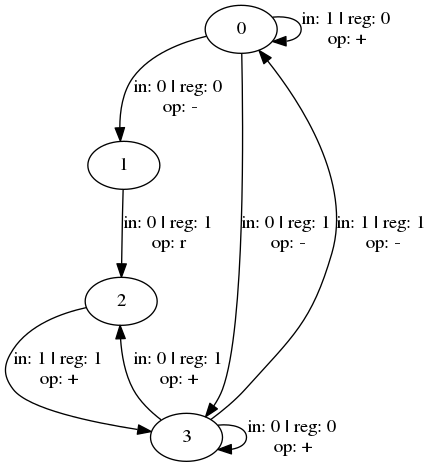 0
in: 1 | reg: 0
op: +
in: 0 | reg: 0
op: -
1
in: 0 | reg: 1
op: r
in: 0 | reg: 1
op: -
in: 1 | reg: 1
op: -
2
in: 1 | reg: 1
op: +
in: 0 | reg: 1
op: +
3
in: 0 | reg: 0
op: +